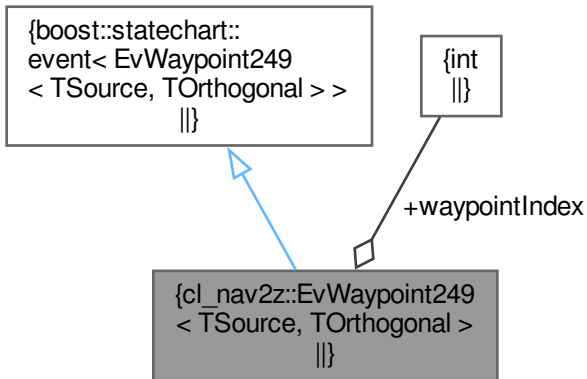 {boost::statechart::
event< EvWaypoint249
< TSource, TOrthogonal > >
||}
{int
||}
+waypointIndex
{cl_nav2z::EvWaypoint249
< TSource, TOrthogonal >
||}